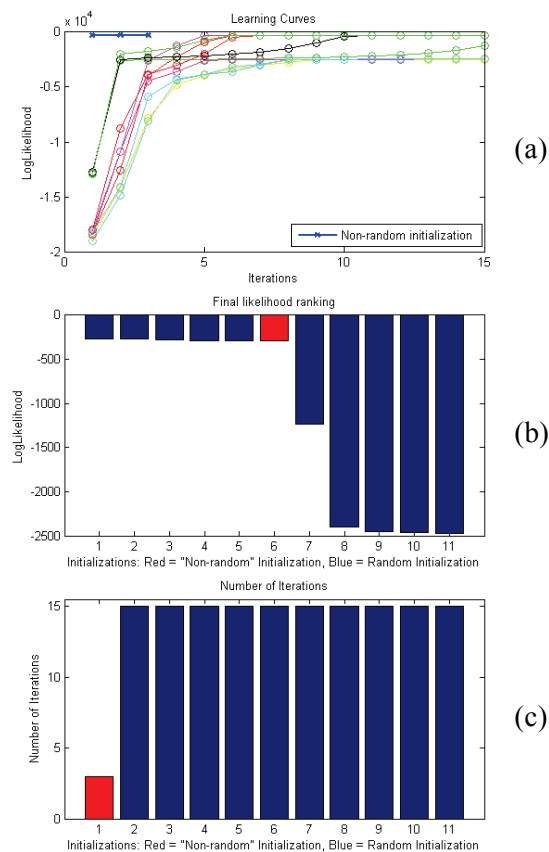 x 10⁴
Learning Curves
0
-0.5
-1
-1.5
-2
LogLikelihood
0 5 10 15
Iterations
Non-random initialization
(a)
Final likelihood ranking
0
-500
-1000
-1500
-2000
-2500
LogLikelihood
1 2 3 4 5 6 7 8 9 10 11
Initializations: Red = "Non-random" Initialization, Blue = Random Initialization
(b)
Number of Iterations
15
10
5
0
Number of Iterations
1 2 3 4 5 6 7 8 9 10 11
Initializations: Red = "Non-random" Initialization, Blue = Random Initialization
(c)